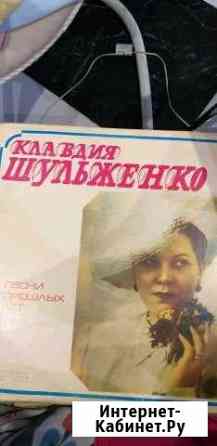 КЛАВДИЯ
ШУЛЬЖЕНКО
ПЕСНИ
ПРОШЛЫХ
ЛЕТ
Интернет-
Кабинет.Ру